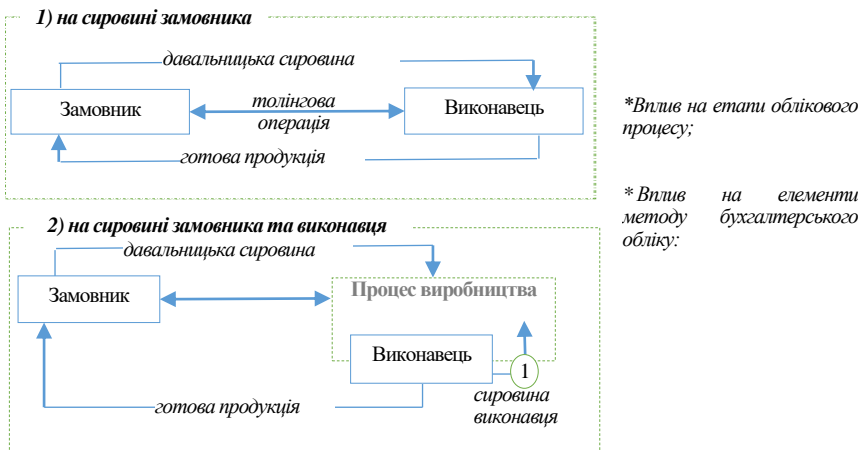 1) на сировині замовника
давальницька сировина
Замовник
толінгова
операція
Виконавець
готова продукція
*Вплив на етапи облікового
процесу;
* Вплив на елементи
методу бухгалтерського
обліку:
2) на сировині замовника та виконавця
давальницька сировина
Замовник
Процес виробництва
Виконавець
1
готова продукція
сировина
виконавця